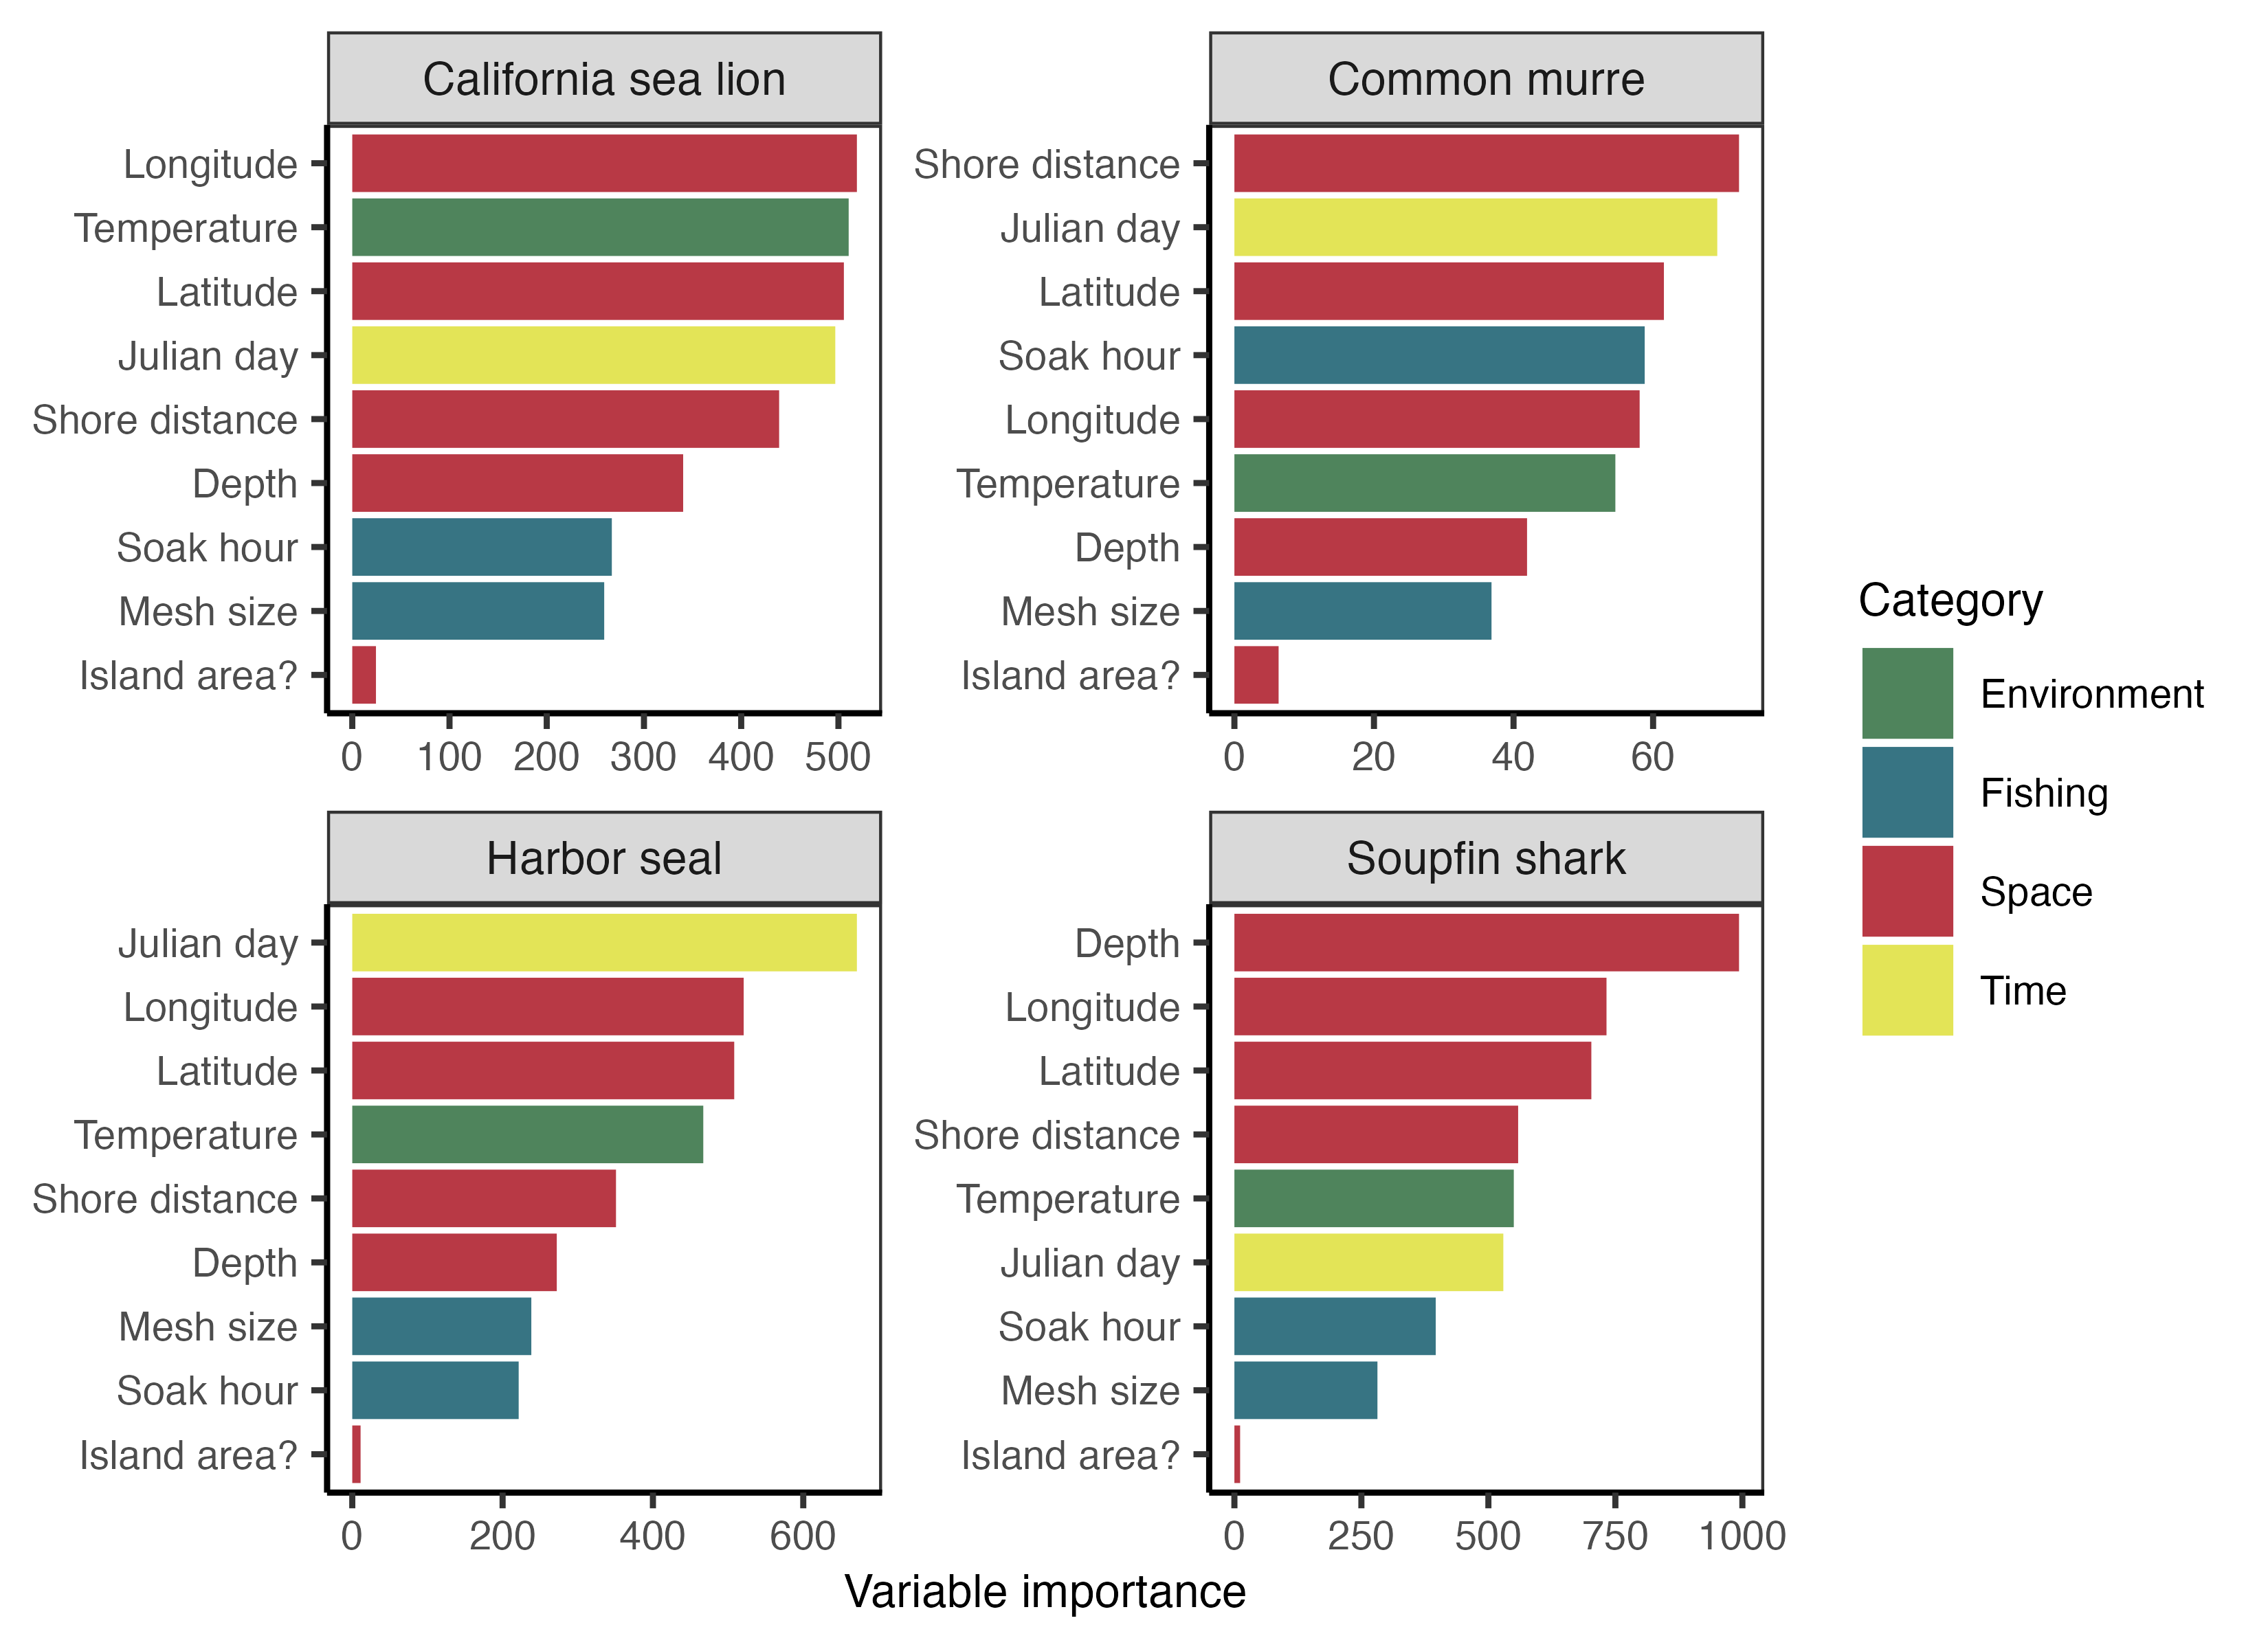 California sea lion
Longitude
Temperature
Latitude
Julian day
Shore distance
Depth
Soak hour
Mesh size
Island area?
0 100 200 300 400 500
Common murre
Shore distance
Julian day
Latitude
Soak hour
Longitude
Temperature
Depth
Mesh size
Island area?
0 20 40 60
Harbor seal
Julian day
Longitude
Latitude
Temperature
Shore distance
Depth
Mesh size
Soak hour
Island area?
0 200 400 600
Soupfin shark
Depth
Longitude
Latitude
Shore distance
Temperature
Julian day
Soak hour
Mesh size
Island area?
0 250 500 750 1000
Variable importance
Category
Environment
Fishing
Space
Time